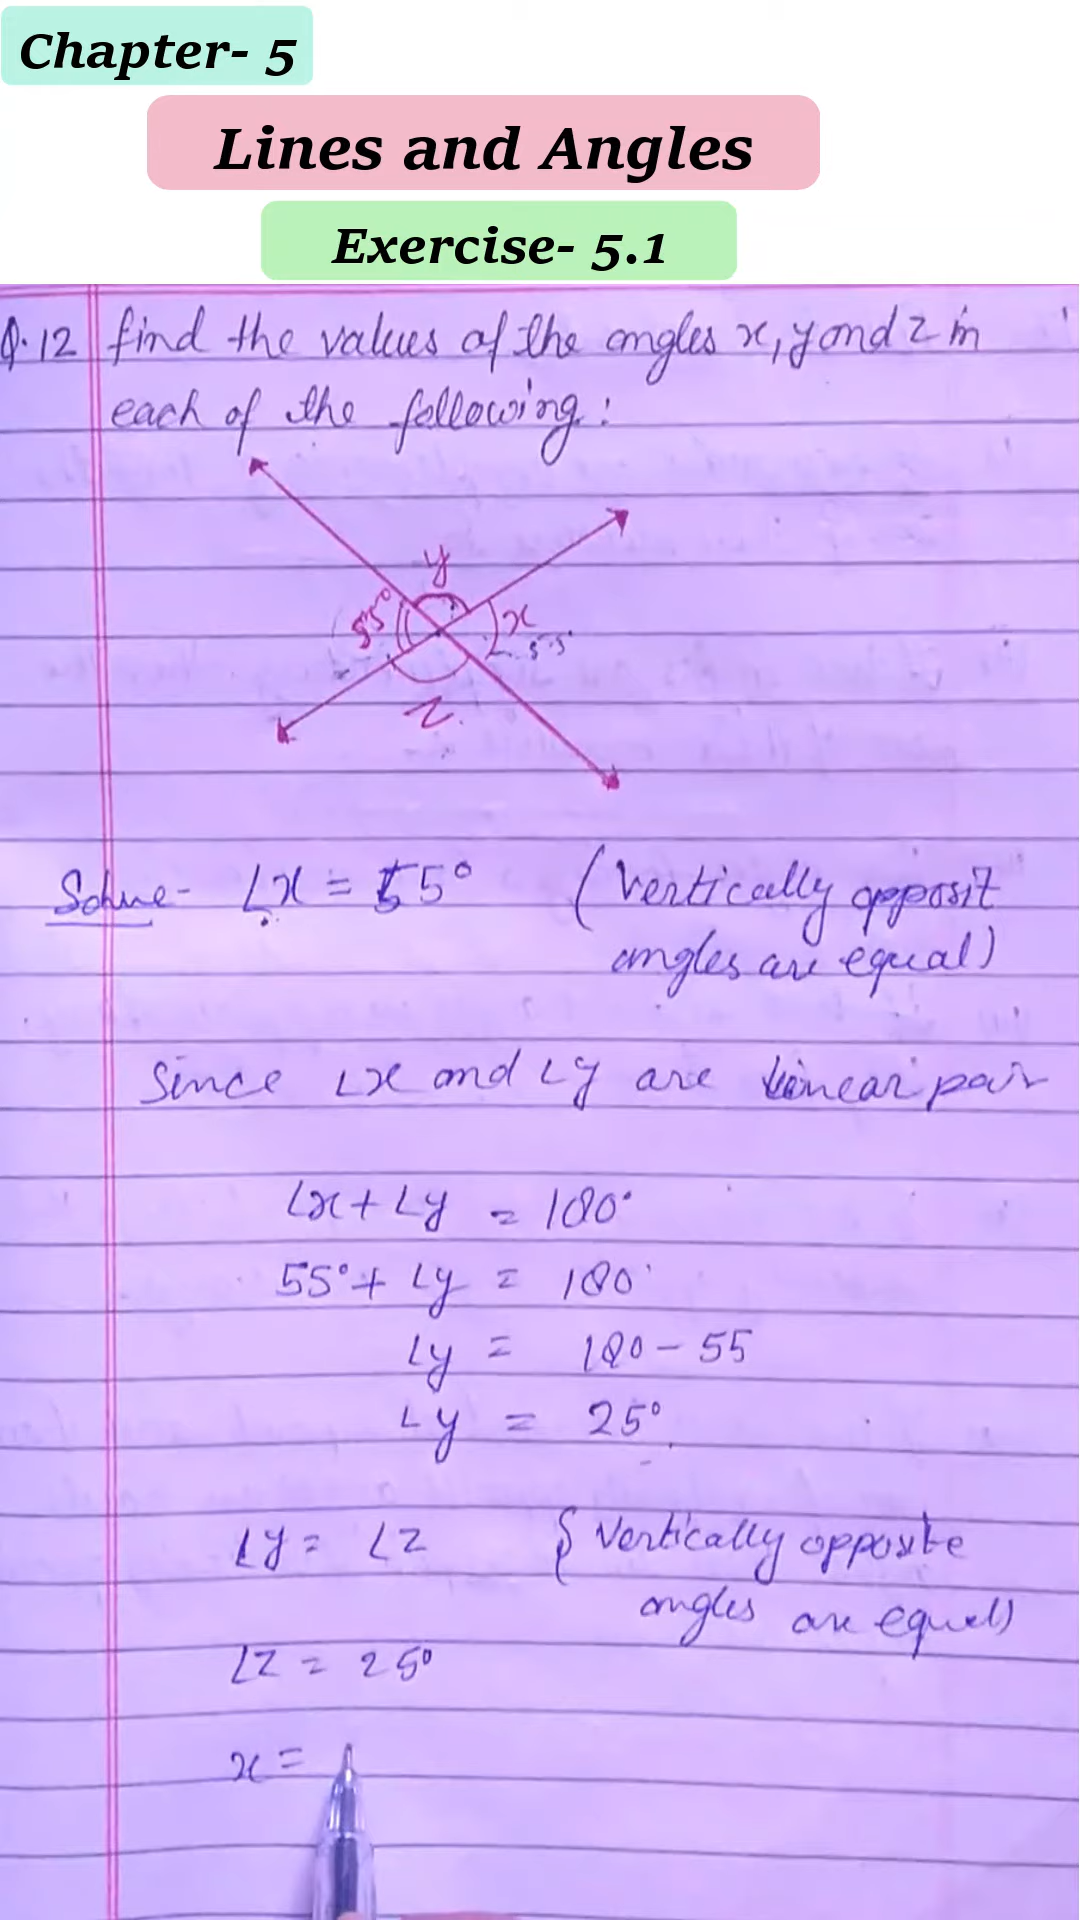 Chapter- 5
Lines and Angles
Exercise- 5.1
Q.12 find the values of the angles x, y and z in
each of the following:
y
55°
x
55°
z
Solve- ∠x = 55° (Vertically opposit
angles are equal)
Since ∠x and ∠y are linear pair
∠x + ∠y = 180°
55° + ∠y = 180°
∠y = 180 - 55
∠y = 25°
∠y = ∠z { Vertically opposite
angles are equal)
∠z = 25°
x =